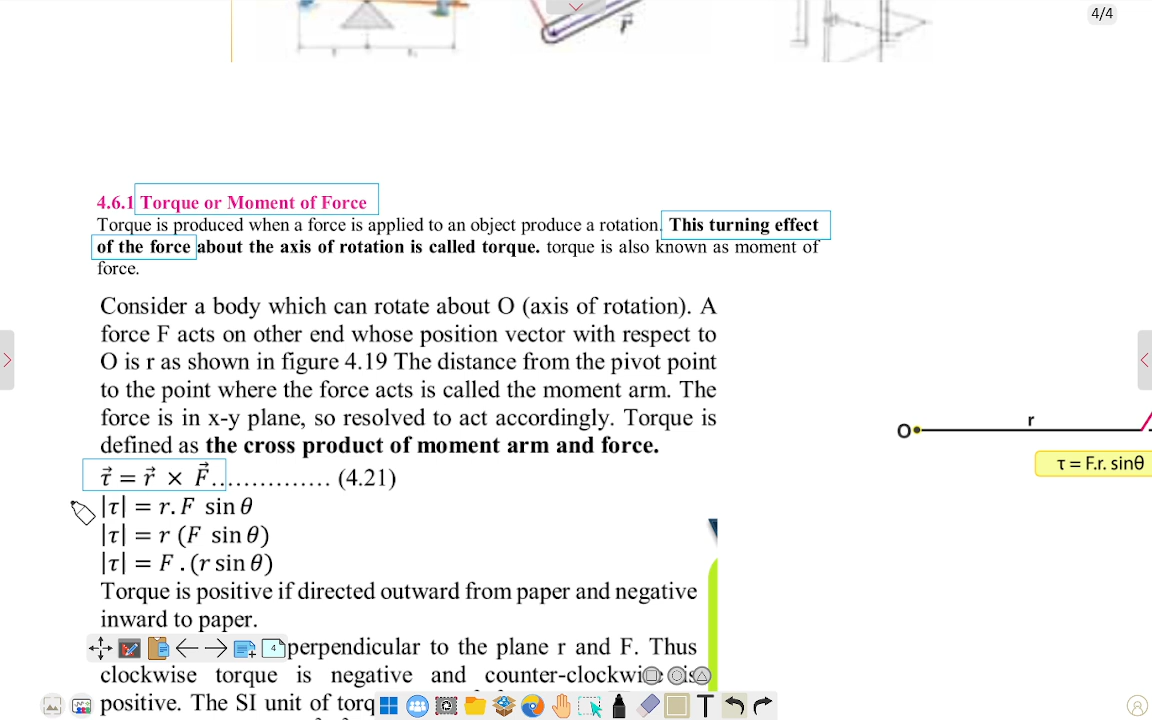 4/4
4.6.1 Torque or Moment of Force
Torque is produced when a force is applied to an object produce a rotation. This turning effect
of the force about the axis of rotation is called torque. torque is also known as moment of
force.
Consider a body which can rotate about O (axis of rotation). A
force F acts on other end whose position vector with respect to
O is r as shown in figure 4.19 The distance from the pivot point
to the point where the force acts is called the moment arm. The
force is in x-y plane, so resolved to act accordingly. Torque is
defined as the cross product of moment arm and force.
τ⃗ = r⃗ × F⃗............... (4.21)
|τ| = r. F sin θ
|τ| = r (F sin θ)
|τ| = F . (r sin θ)
Torque is positive if directed outward from paper and negative
inward to paper.
perpendicular to the plane r and F. Thus
clockwise torque is negative and counter-clockwi
positive. The SI unit of torq
O
r
τ = F.r. sinθ
4
T